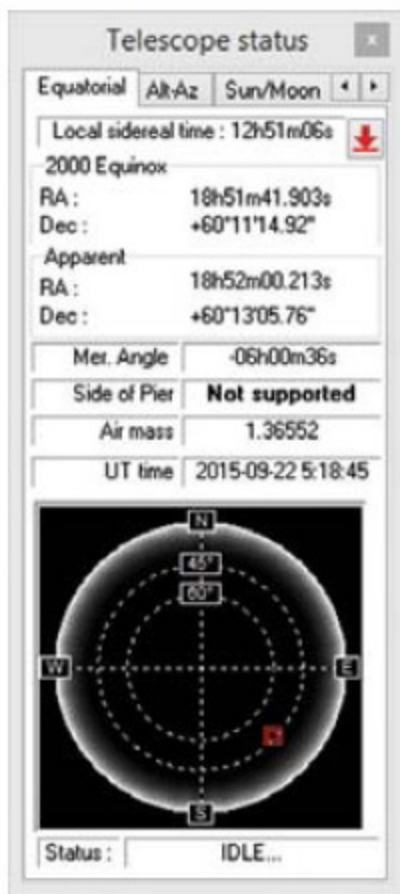 Telescope status
Equatorial Alt-Az Sun/Moon
Local sidereal time : 12h51m06s
2000 Equinox
RA : 18h51m41.903s
Dec : +60°11'14.92"
Apparent
RA : 18h52m00.213s
Dec : +60°13'05.76"
Mer. Angle -06h00m36s
Side of Pier Not supported
Air mass 1.36552
UT time 2015-09-22 5:18:45
N
45°
60°
W E
S
Status : IDLE...